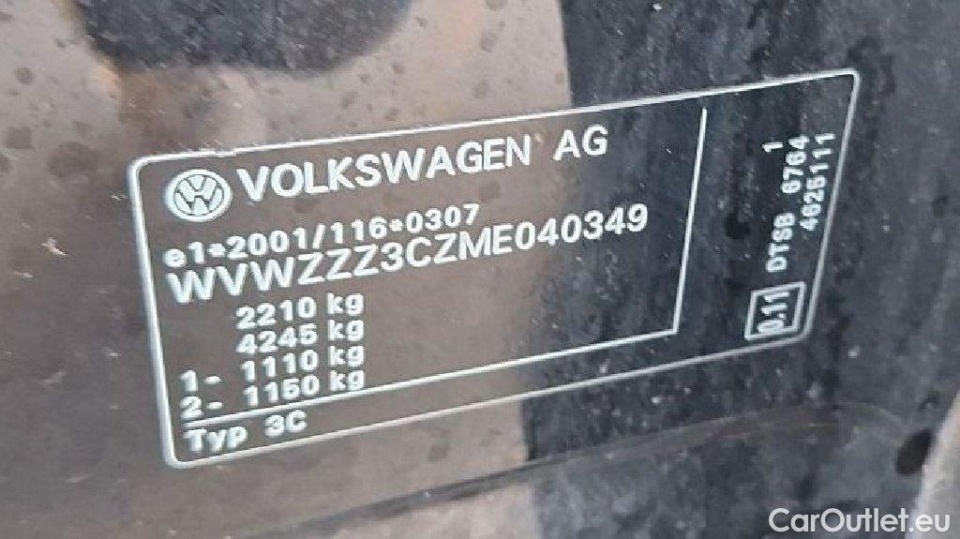 VOLKSWAGEN AG
e1*2001/116*0307
WVWZZZ3CZME040349
2210 kg
4245 kg
1- 1110 kg
2- 1150 kg
Typ 3C
1
DTSB 6764
4625111
0.11
CarOutlet.eu